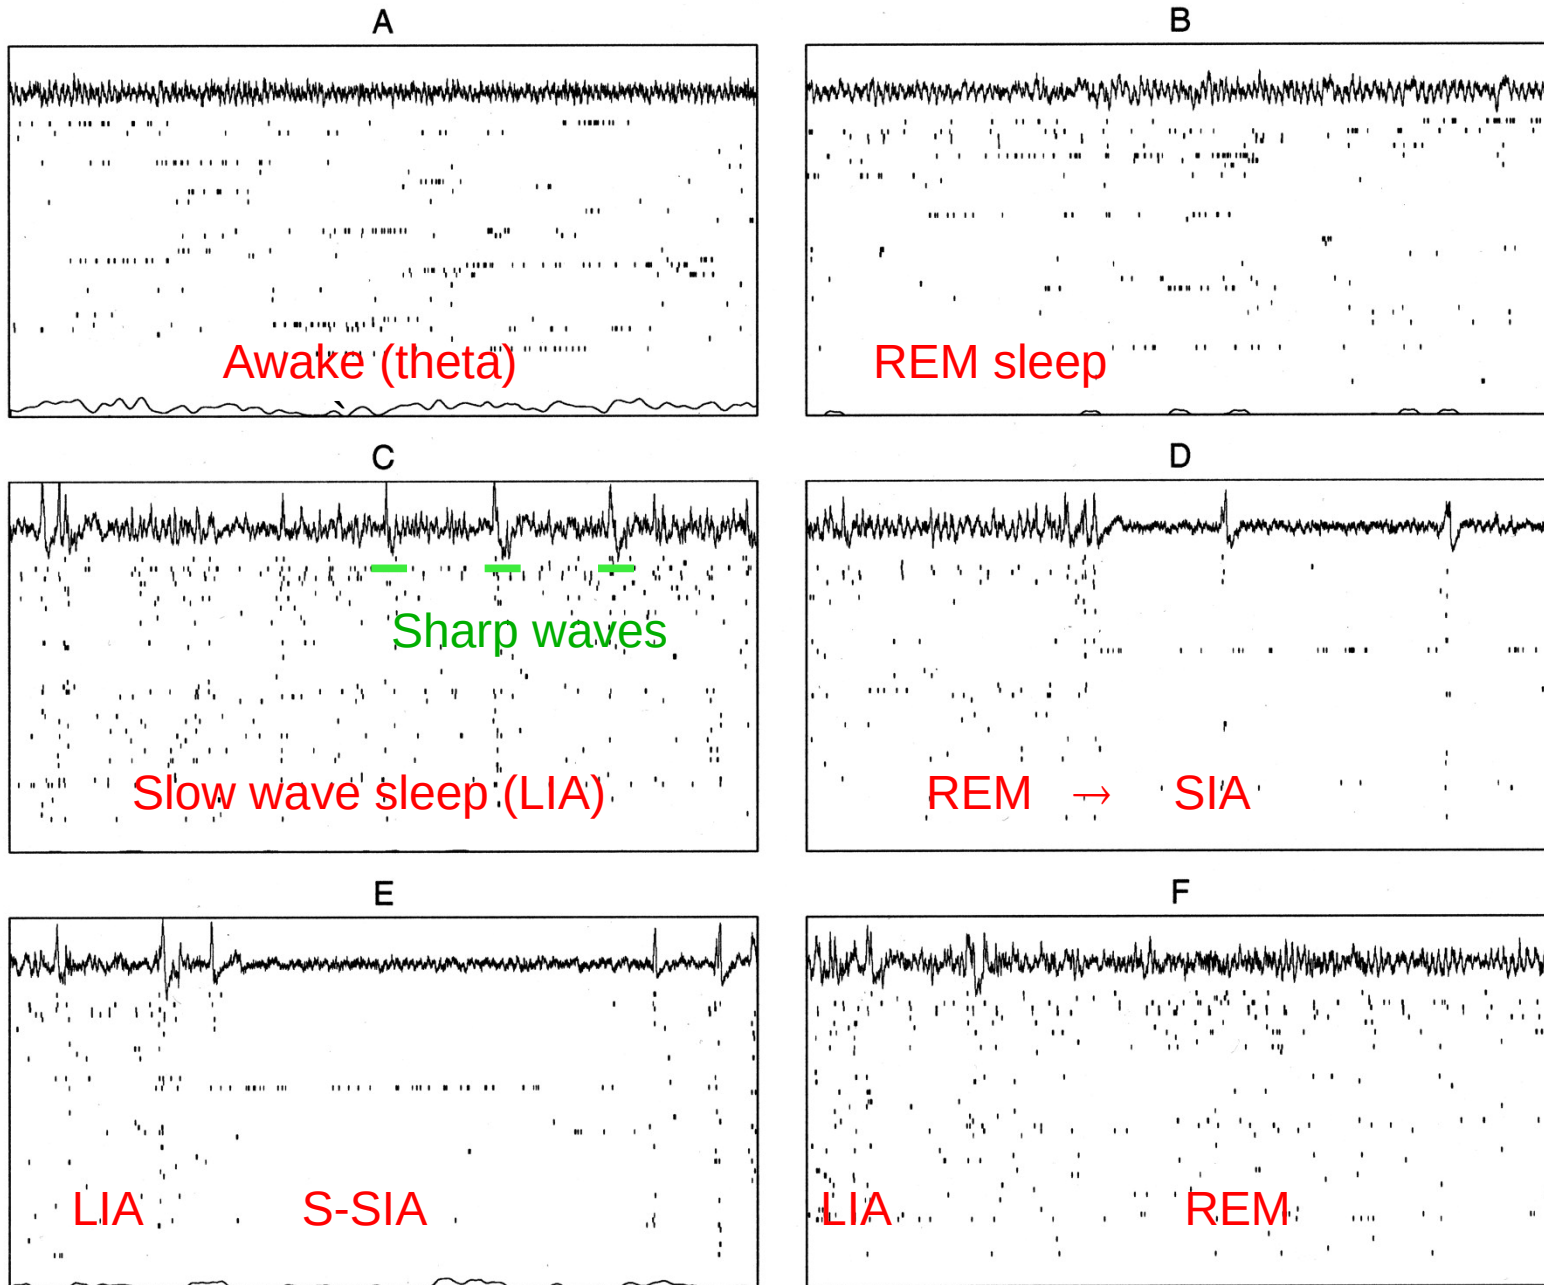 A
B
Awake (theta)
REM sleep
C
D
Sharp waves
Slow wave sleep (LIA)
REM → SIA
E
F
LIA S-SIA
LIA REM